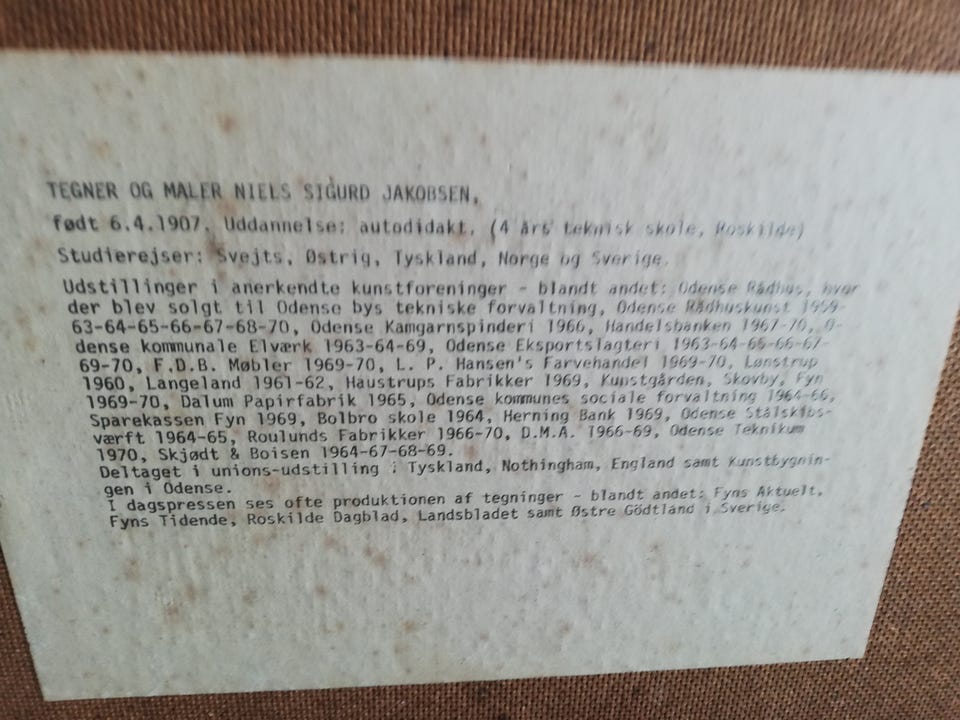 TEGNER OG MALER NIELS SIGURD JAKOBSEN,
født 6.4.1907. Uddannelse: autodidakt. (4 års teknisk skole, Roskilde)
Studierejser: Svejts, Østrig, Tyskland, Norge og Sverige.
Udstillinger i anerkendte kunstforeninger - blandt andet: Odense Rådhus, hvor
der blev solgt til Odense bys tekniske forvaltning, Odense Rådhuskunst 1959-
63-64-65-66-67-68-70, Odense Kamgarnspinderi 1966, Handelsbanken 1967-70, O-
dense kommunale Elværk 1963-64-69, Odense Eksportslagteri 1963-64-65-66-67-
69-70, F.D.B. Møbler 1969-70, L. P. Hansen's Farvehandel 1969-70, Lønstrup
1960, Langeland 1961-62, Haustrups Fabrikker 1969, Kunstgården, Skovby, Fyn
1969-70, Dalum Papirfabrik 1965, Odense kommunes sociale forvaltning 1964-66,
Sparekassen Fyn 1969, Bolbro skole 1964, Herning Bank 1969, Odense Stålskibs-
værft 1964-65, Roulunds Fabrikker 1966-70, D.M.A. 1966-69, Odense Teknikum
1970, Skjødt & Boisen 1964-67-68-69.
Deltaget i unions-udstilling i Tyskland, Nothingham, England samt Kunstbygnin-
gen i Odense.
I dagspressen ses ofte produktionen af tegninger - blandt andet: Fyns Aktuelt,
Fyns Tidende, Roskilde Dagblad, Landsbladet samt Østre Gödtland i Sverige.